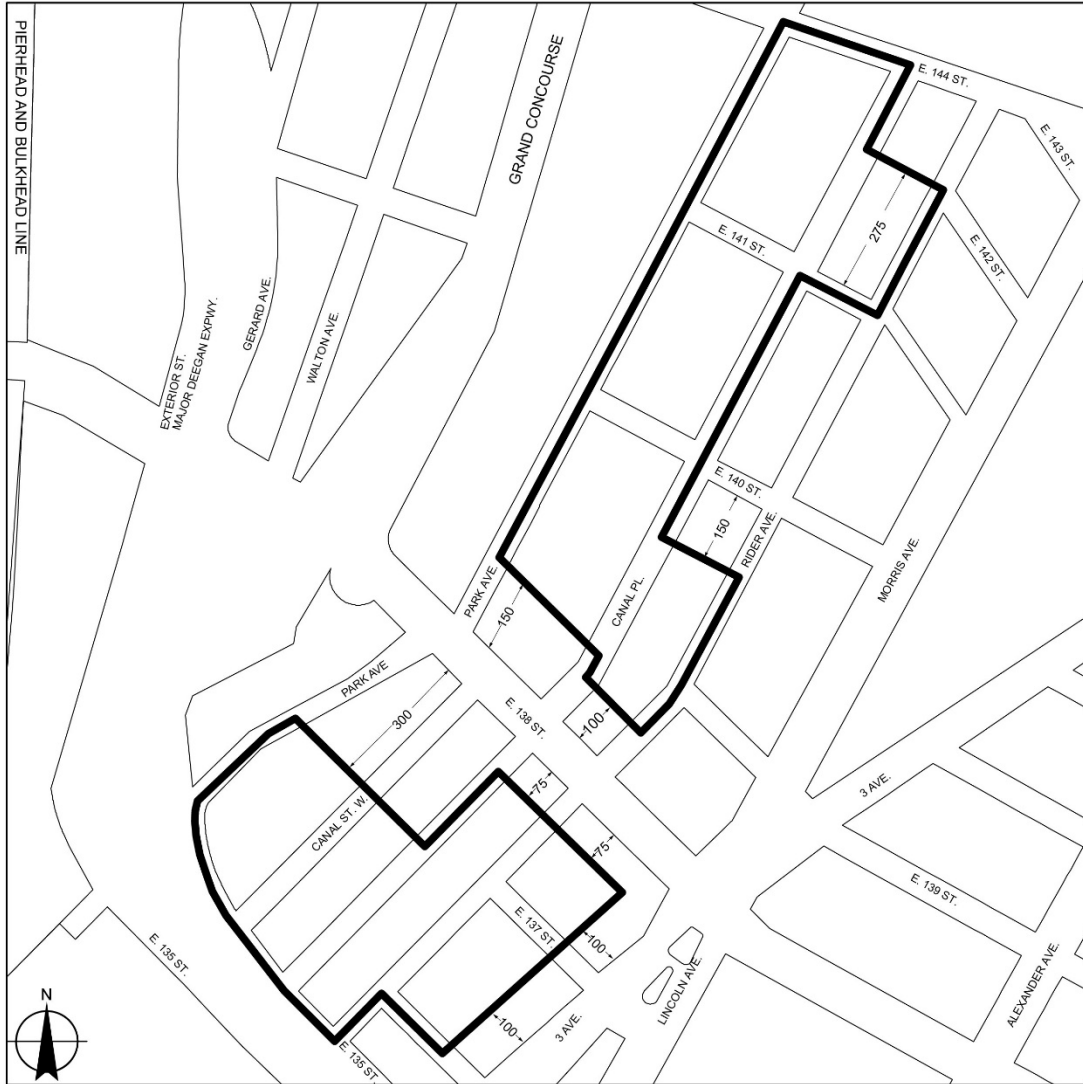 PIERHEAD AND BULKHEAD LINE
GRAND CONCOURSE
E. 144 ST.
E. 143 ST.
275
E. 141 ST.
E. 142 ST.
GERARD AVE.
WALTON AVE.
EXTERIOR ST.
MAJOR DEEGAN EXPWY.
E. 140 ST.
150
RIDER AVE.
MORRIS AVE.
PARK AVE.
150
CANAL PL.
PARK AVE
300
E. 138 ST.
100
3 AVE.
75
CANAL ST. W.
75
E. 139 ST.
E. 137 ST.
100
E. 135 ST.
LINCOLN AVE.
ALEXANDER AVE.
N
100
3 AVE.
E. 135 ST.